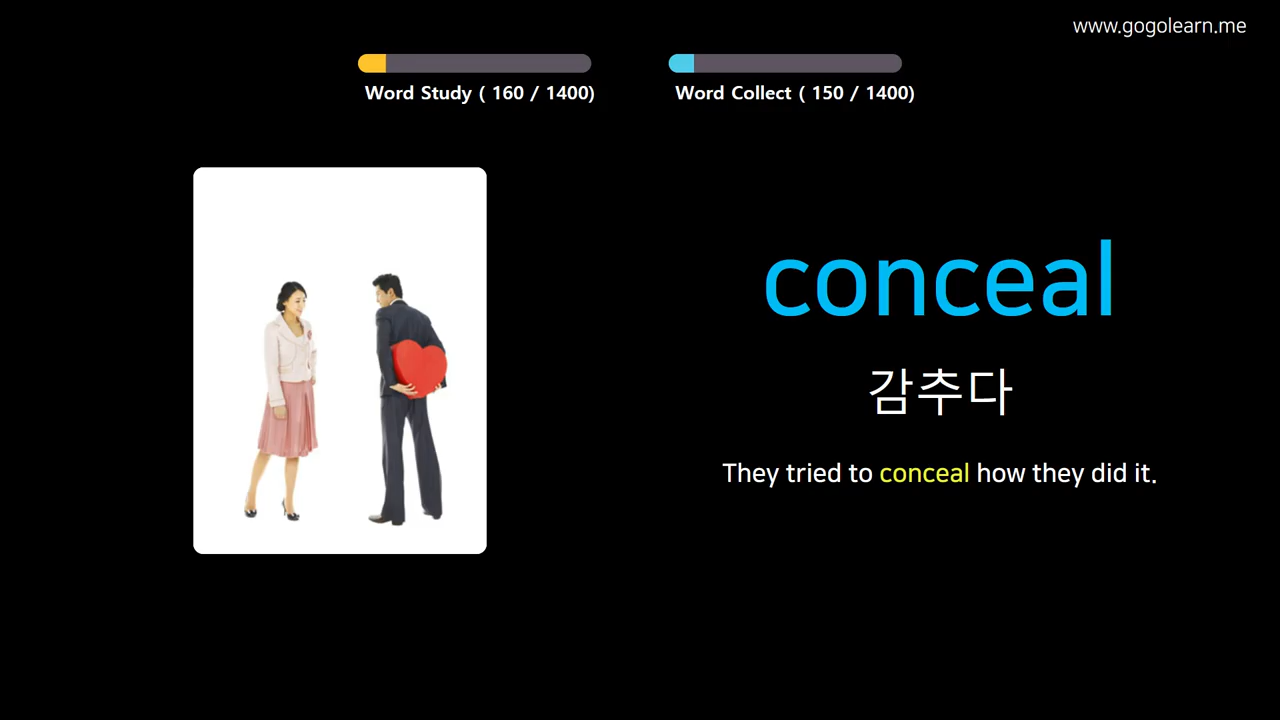 www.gogolearn.me
Word Study ( 160 / 1400)
Word Collect ( 150 / 1400)
conceal
감추다
They tried to conceal how they did it.